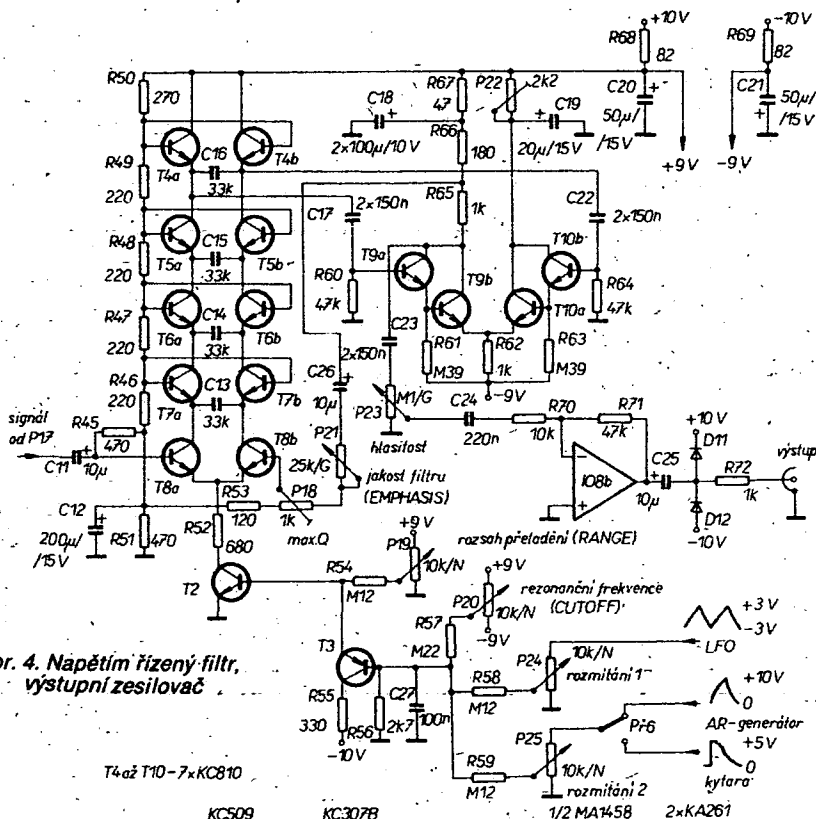 +10V
-10V
R68
82
R69
82
R50
270
R67
47
P22
2k2
C18
2×100µ/10V
C19
20µ/15V
C20
50µ/
/15V
C21
50µ/
/15V
+9V
-9V
R66
180
T4a
C16
33k
T4b
R49
220
R65
1k
C17
2×150n
C22
2×150n
T5a
C15
33k
T5b
R48
220
R60
47k
T9a
T9b
T10b
T10a
R64
47k
T6a
C14
33k
T6b
R47
220
C23
2×150n
R61
M39
R62
1k
R63
M39
-9V
R46
220
T7a
C13
33k
T7b
C26
10µ
M1/G
P23
hlasitost
C24
220n
R70
10k
R71
47k
+10V
D11
signál
od P17
R45
470
C11
10µ
T8a
T8b
P21
25k/G
jakost filtru
(EMPHASIS)
IO8b
C25
10µ
R72
1k
výstup
D12
-10V
C12
200µ/
/15V
R51
470
R52
680
R53
120
P18
1k
max.Q
rozsah přeladění (RANGE)
+9V
P19
10k/N
R54
M12
T2
+9V
P20
10k/N
-9V
rezonanční frekvence
(CUTOFF)
R57
M22
+3V
-3V
LFO
T3
R58
M12
P24
10k/N
rozmítání 1
or. 4. Napětím řízený filtr,
výstupní zesilovač
R55
330
-10V
R56
2k7
C27
100n
+10V
0
AR-generátor
Př6
R59
M12
P25
10k/N
rozmítání 2
+5V
0
kytara
T4 až T10-7×KC810
KC509
KC307B
1/2 MA1458
2×KA261